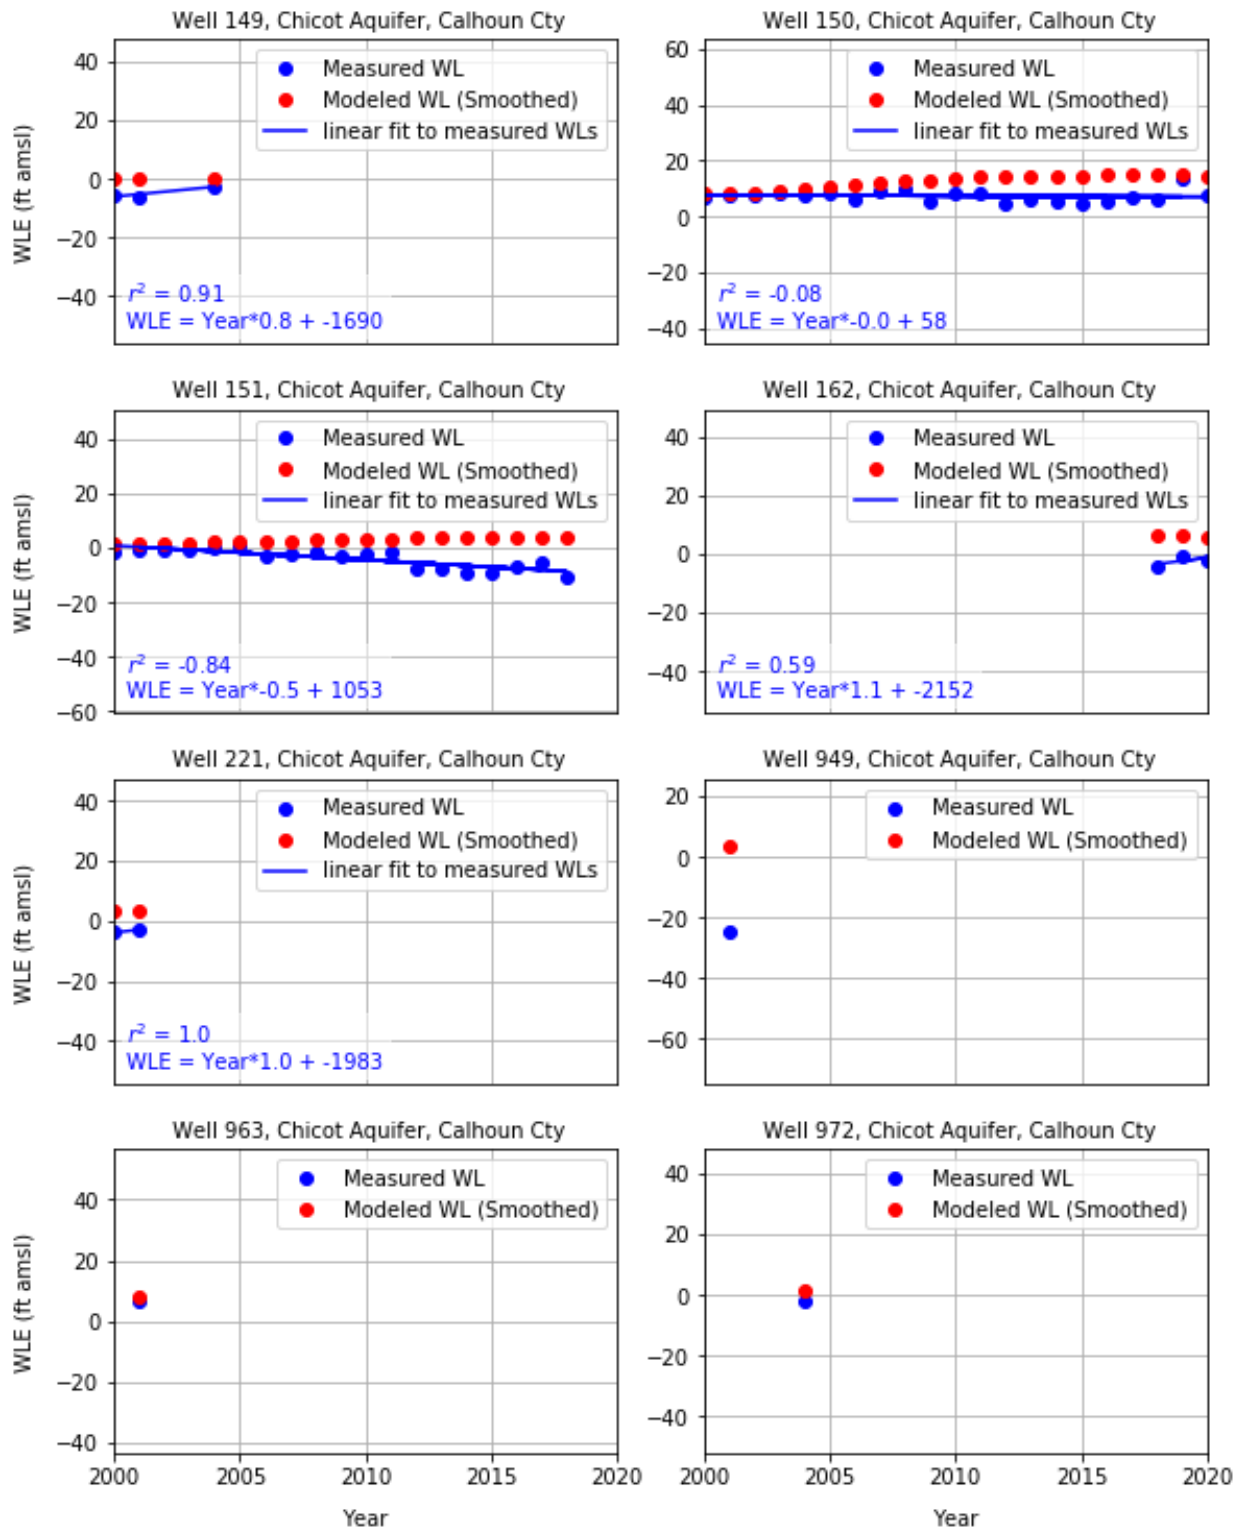 Well 149, Chicot Aquifer, Calhoun Cty
WLE (ft amsl)
40
20
0
−20
−40
Measured WL
Modeled WL (Smoothed)
linear fit to measured WLs
r² = 0.91
WLE = Year*0.8 + -1690
Well 150, Chicot Aquifer, Calhoun Cty
60
40
20
0
−20
−40
Measured WL
Modeled WL (Smoothed)
linear fit to measured WLs
r² = -0.08
WLE = Year*-0.0 + 58
Well 151, Chicot Aquifer, Calhoun Cty
WLE (ft amsl)
40
20
0
−20
−40
−60
Measured WL
Modeled WL (Smoothed)
linear fit to measured WLs
r² = -0.84
WLE = Year*-0.5 + 1053
Well 162, Chicot Aquifer, Calhoun Cty
40
20
0
−20
−40
Measured WL
Modeled WL (Smoothed)
linear fit to measured WLs
r² = 0.59
WLE = Year*1.1 + -2152
Well 221, Chicot Aquifer, Calhoun Cty
WLE (ft amsl)
40
20
0
−20
−40
Measured WL
Modeled WL (Smoothed)
linear fit to measured WLs
r² = 1.0
WLE = Year*1.0 + -1983
Well 949, Chicot Aquifer, Calhoun Cty
20
0
−20
−40
−60
Measured WL
Modeled WL (Smoothed)
Well 963, Chicot Aquifer, Calhoun Cty
WLE (ft amsl)
40
20
0
−20
−40
Measured WL
Modeled WL (Smoothed)
2000 2005 2010 2015 2020
Year
Well 972, Chicot Aquifer, Calhoun Cty
40
20
0
−20
−40
Measured WL
Modeled WL (Smoothed)
2000 2005 2010 2015 2020
Year